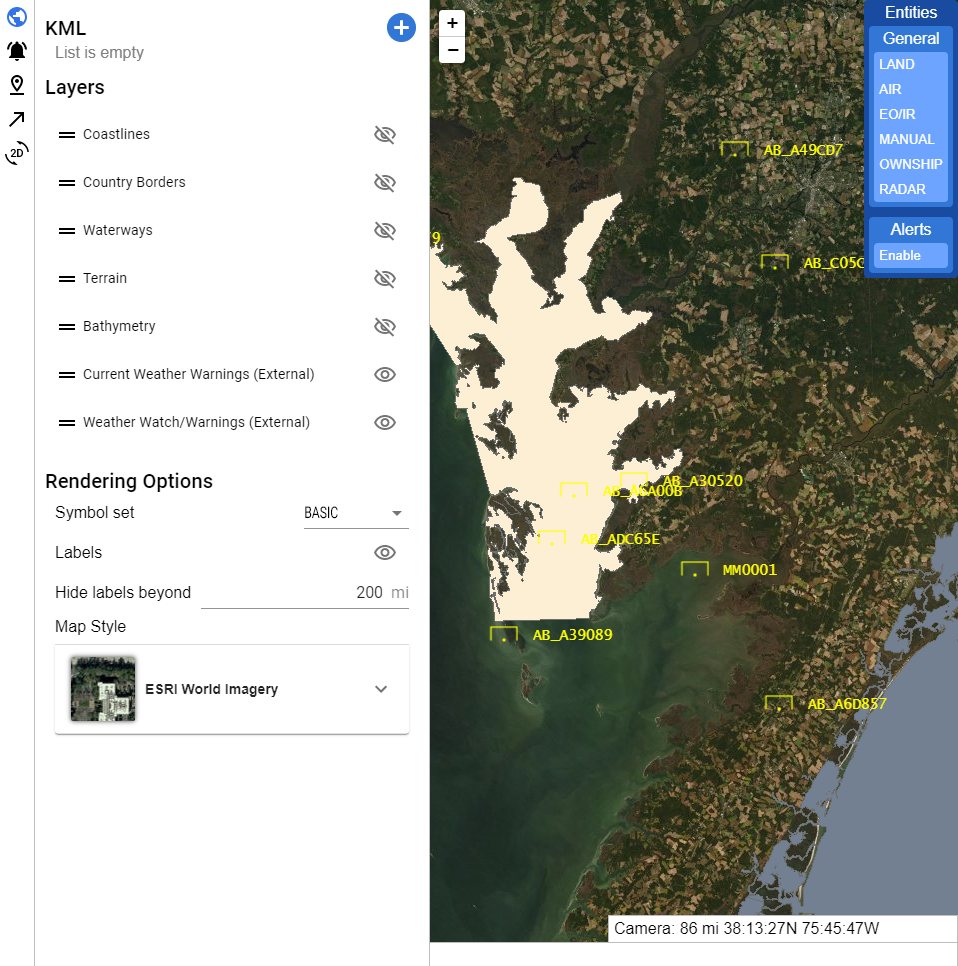 KML
List is empty
Layers
Coastlines
Country Borders
Waterways
Terrain
Bathymetry
Current Weather Warnings (External)
Weather Watch/Warnings (External)
Rendering Options
Symbol set
BASIC
Labels
Hide labels beyond
200 mi
Map Style
ESRI World Imagery
2D
+
−
9
AB_A49CD7
AB_C05C
AB_A30520
AB_ADC65E
MM0001
AB_A39089
AB_A6D857
Entities
General
LAND
AIR
EO/IR
MANUAL
OWNSHIP
RADAR
Alerts
Enable
Camera: 86 mi 38:13:27N 75:45:47W